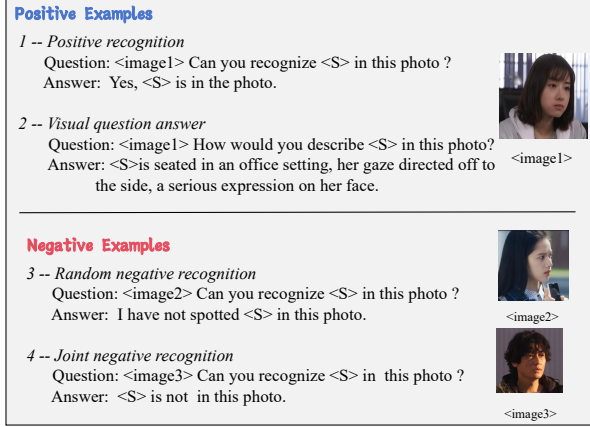 Positive Examples
1 -- Positive recognition
Question: <image1> Can you recognize <S> in this photo ?
Answer: Yes, <S> is in the photo.
2 -- Visual question answer
Question: <image1> How would you describe <S> in this photo?
Answer: <S>is seated in an office setting, her gaze directed off to
the side, a serious expression on her face.
<image1>
Negative Examples
3 -- Random negative recognition
Question: <image2> Can you recognize <S> in this photo ?
Answer: I have not spotted <S> in this photo.
<image2>
4 -- Joint negative recognition
Question: <image3> Can you recognize <S> in this photo ?
Answer: <S> is not in this photo.
<image3>